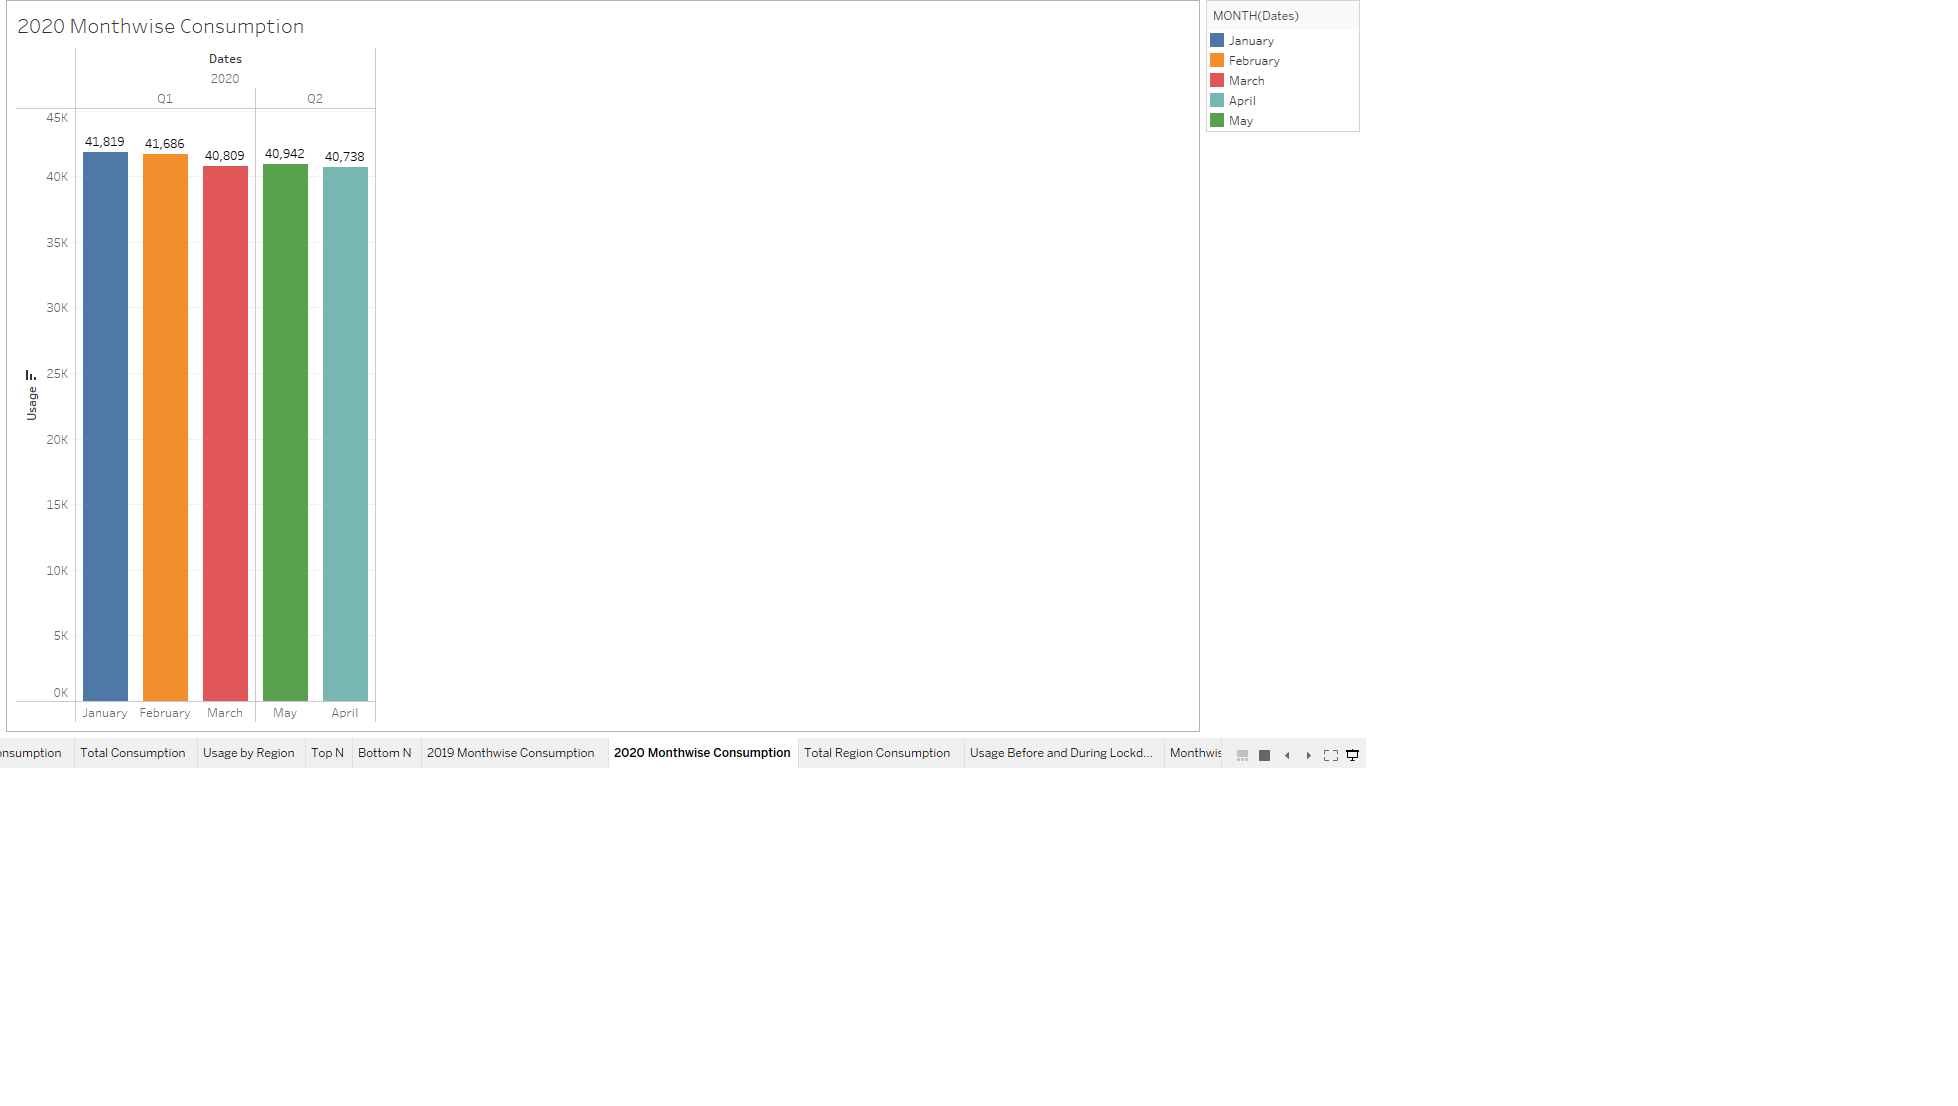 2020 Monthwise Consumption
Dates
2020
Q1 Q2
45K
40K
35K
30K
25K
20K
15K
10K
5K
0K
Usage
41,819 41,686 40,809 40,942 40,738
January February March May April
MONTH(Dates)
January
February
March
April
May
onsumption Total Consumption Usage by Region Top N Bottom N 2019 Monthwise Consumption 2020 Monthwise Consumption Total Region Consumption Usage Before and During Lockd... Monthwis